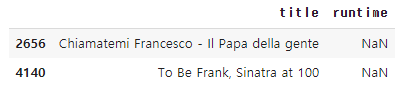 title runtime
2656 Chiamatemi Francesco - Il Papa della gente NaN
4140 To Be Frank, Sinatra at 100 NaN